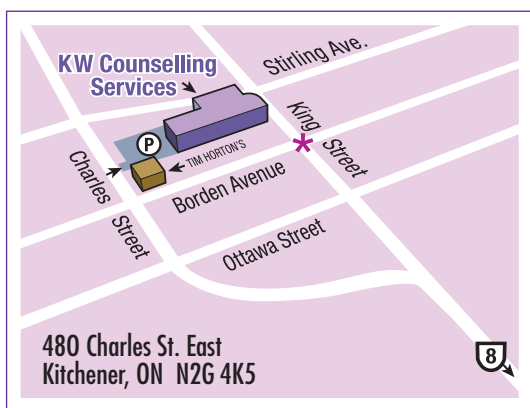 KW Counselling
Services
Stirling Ave.
King Street
P
TIM HORTON'S
Charles Street
Borden Avenue
Ottawa Street
480 Charles St. East
Kitchener, ON N2G 4K5
8